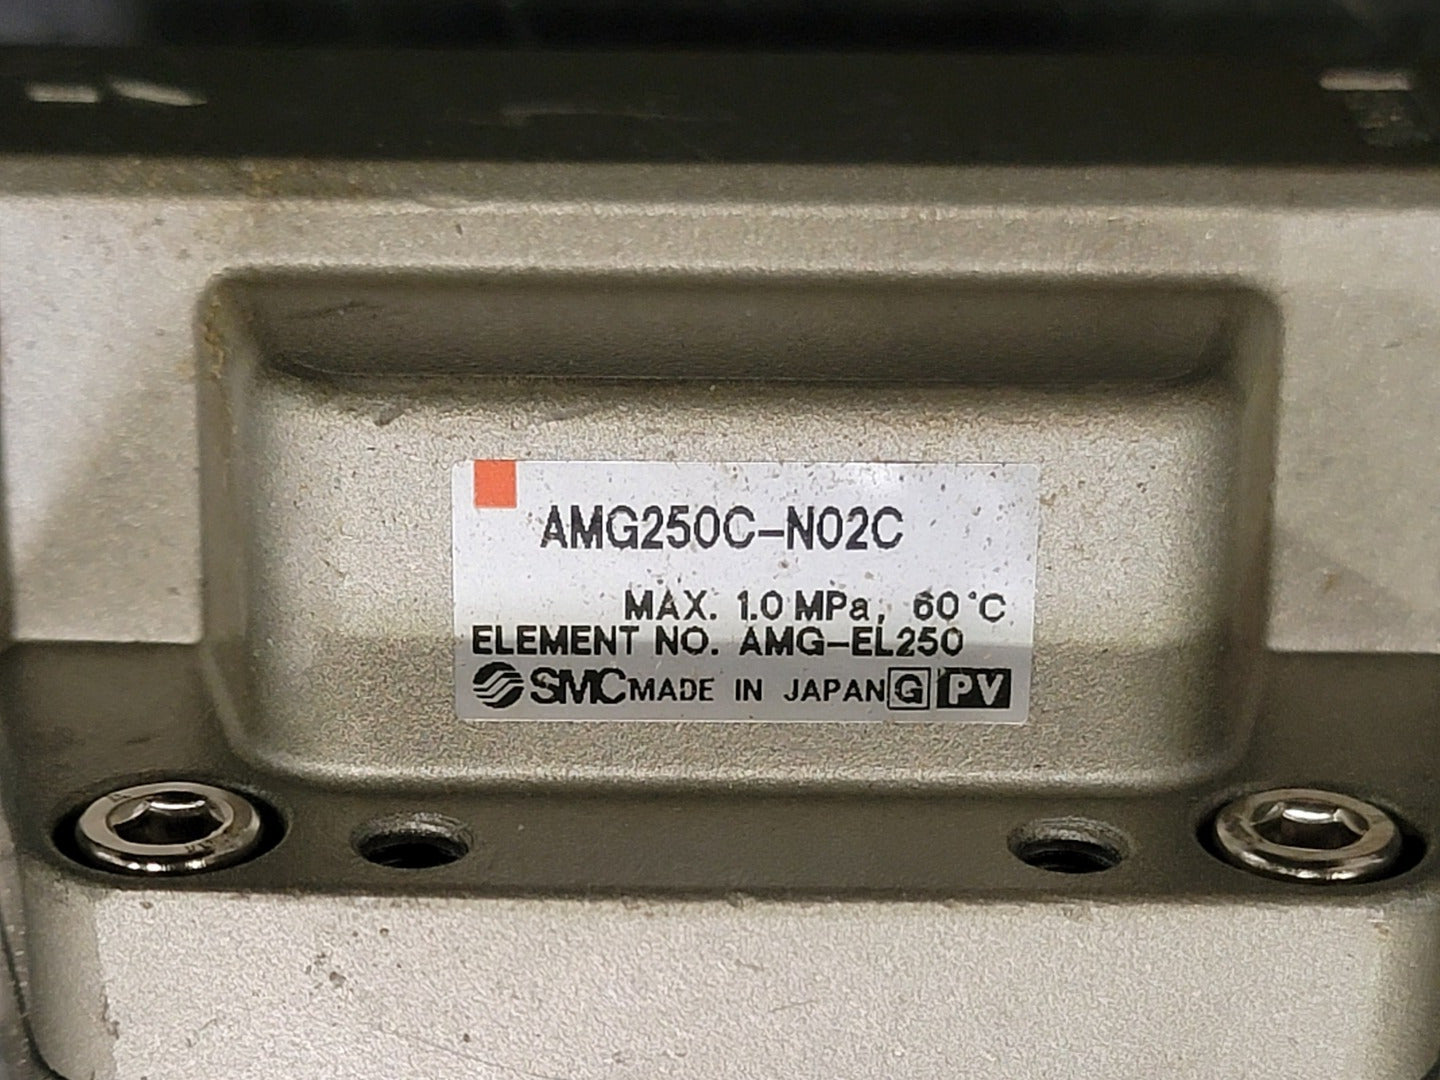 AMG250C-N02C
MAX. 1.0 MPa, 60°C
ELEMENT NO. AMG-EL250
SMC MADE IN JAPAN G PV